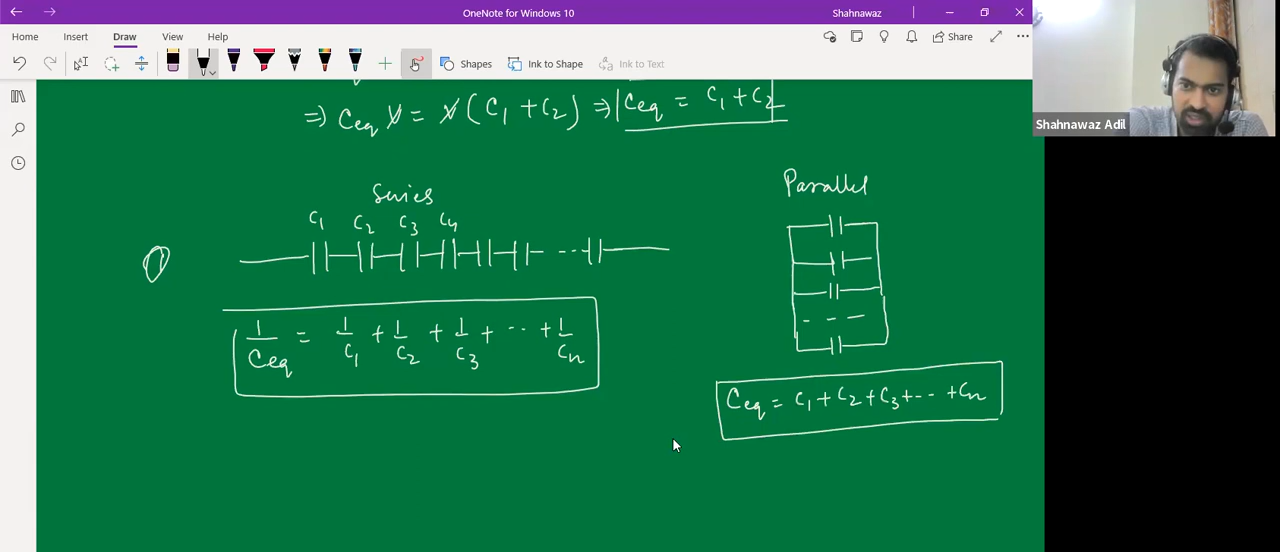 OneNote for Windows 10
Shahnawaz
Home Insert Draw View Help
Share
Shapes
Ink to Shape
Ink to Text
⇒ Ceq V = V (C1 + C2) ⇒ Ceq = C1 + C2
Series
C1 C2 C3 C4
1/Ceq = 1/C1 + 1/C2 + 1/C3 + ... + 1/Cn
Parallel
Ceq = C1 + C2 + C3 + ... + Cn
Shahnawaz Adil